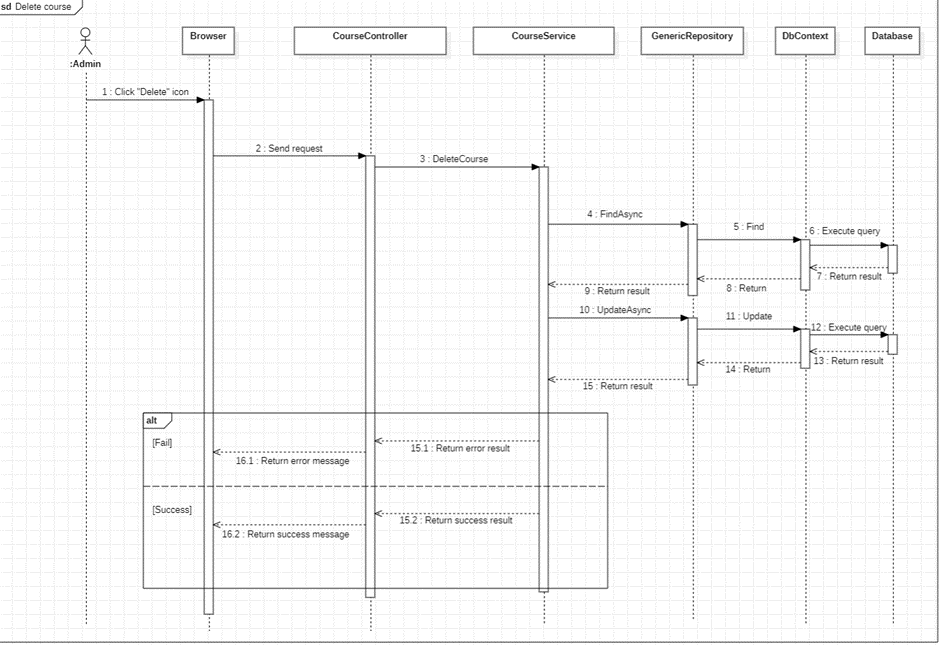 sd Delete course
Browser
CourseController
CourseService
GenericRepository
DbContext
Database
:Admin
1 : Click "Delete" icon
2 : Send request
3 : DeleteCourse
4 : FindAsync
5 : Find
6 : Execute query
7 : Return result
8 : Return
9 : Return result
10 : UpdateAsync
11 : Update
12 : Execute query
13 : Return result
14 : Return
15 : Return result
alt
[Fail]
15.1 : Return error result
16.1 : Return error message
[Success]
15.2 : Return success result
16.2 : Return success message